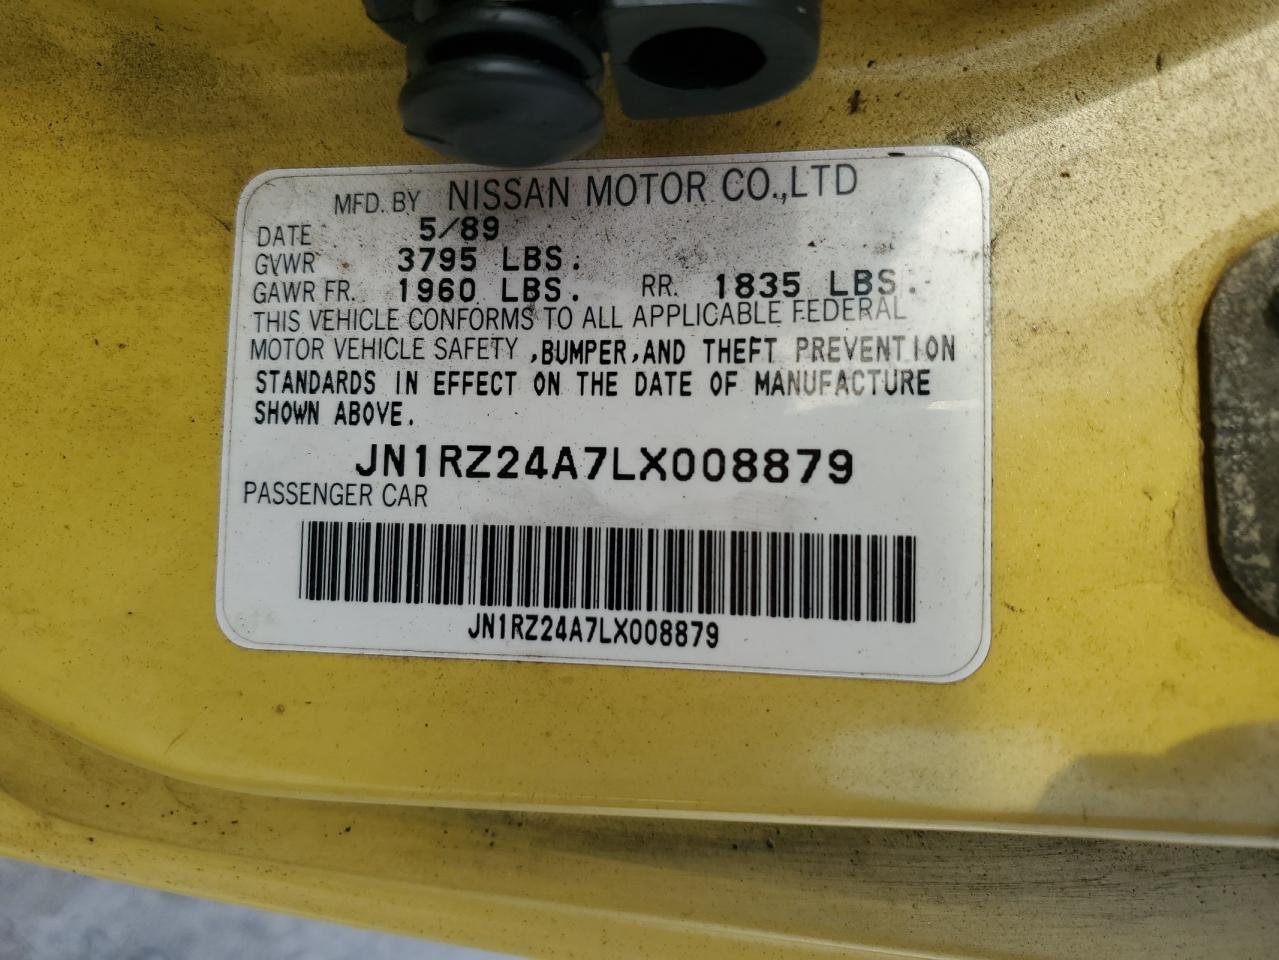 MFD. BY NISSAN MOTOR CO.,LTD
DATE 5/89
GVWR 3795 LBS.
GAWR FR. 1960 LBS. RR. 1835 LBS.
THIS VEHICLE CONFORMS TO ALL APPLICABLE FEDERAL
MOTOR VEHICLE SAFETY ,BUMPER,AND THEFT PREVENTION
STANDARDS IN EFFECT ON THE DATE OF MANUFACTURE
SHOWN ABOVE.
JN1RZ24A7LX008879
PASSENGER CAR
JN1RZ24A7LX008879